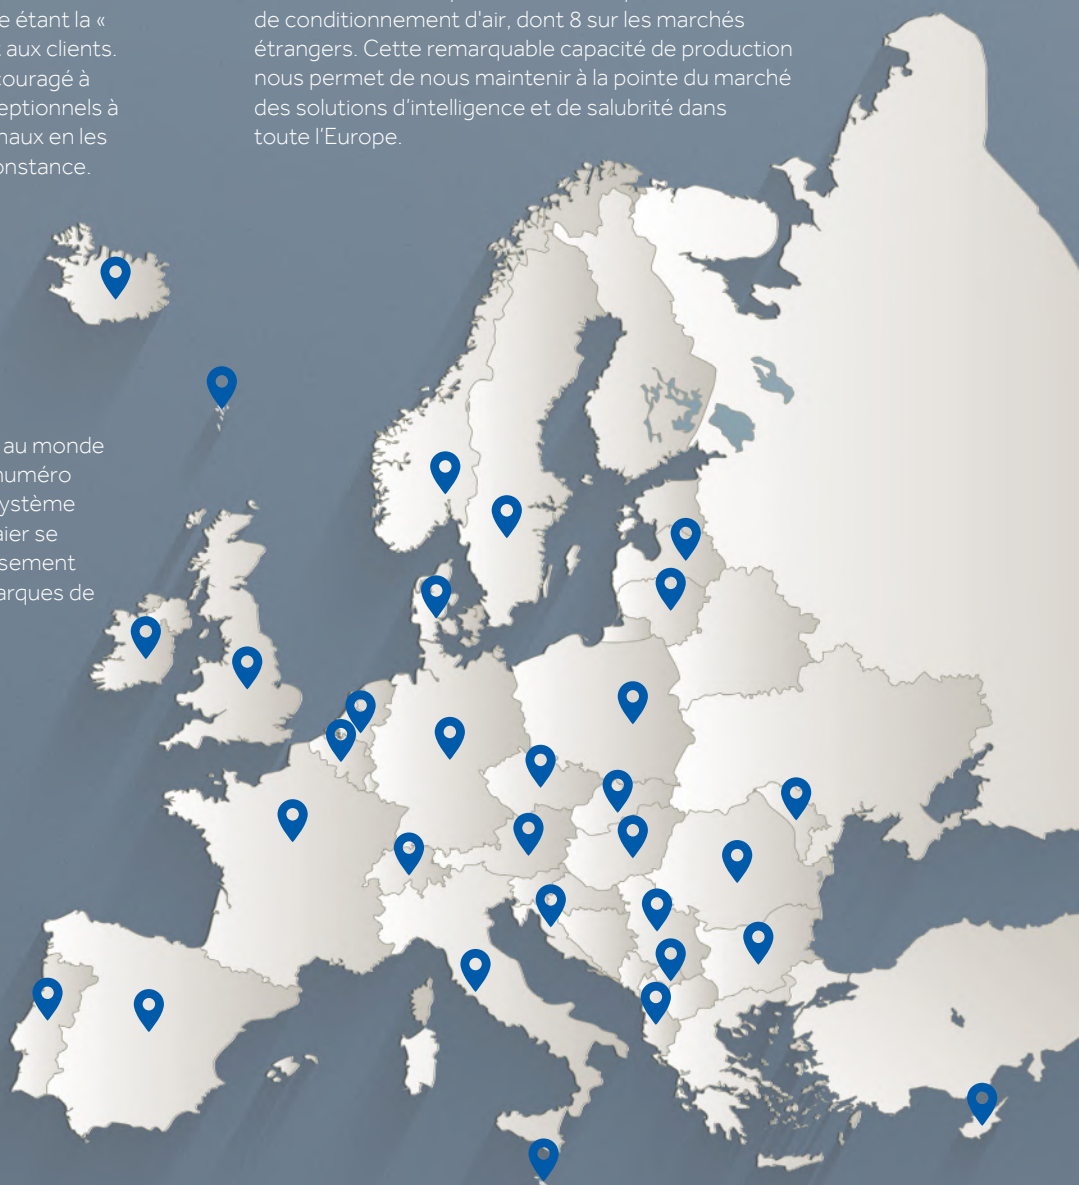 e étant la «
t aux clients.
couragé à
eptionnels à
naux en les
onstance.
de conditionnement d'air, dont 8 sur les marchés
étrangers. Cette remarquable capacité de production
nous permet de nous maintenir à la pointe du marché
des solutions d'intelligence et de salubrité dans
toute l'Europe.
au monde
numéro
système
aier se
sement
arques de